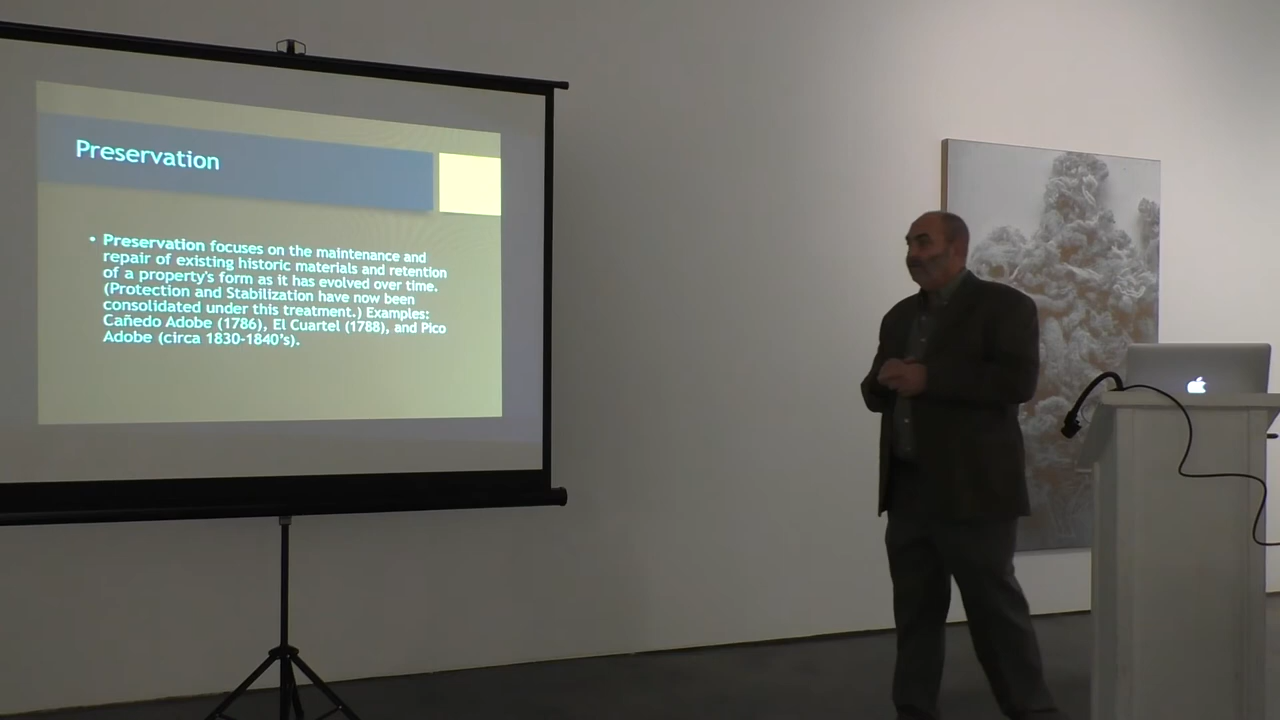 Preservation
• Preservation focuses on the maintenance and
repair of existing historic materials and retention
of a property's form as it has evolved over time.
(Protection and Stabilization have now been
consolidated under this treatment.) Examples:
Cañedo Adobe (1786), El Cuartel (1788), and Pico
Adobe (circa 1830-1840's).